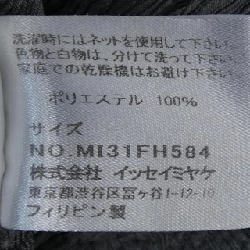 洗濯時にはネットを使用して下さい
色物と白物は、分けて洗って下さい
家庭での乾燥機はお避け下さい
ポリエステル 100%
サイズ
NO.MI31FH584
株式会社 イッセイミヤケ
東京都渋谷区富ヶ谷1-12-10
フィリピン製